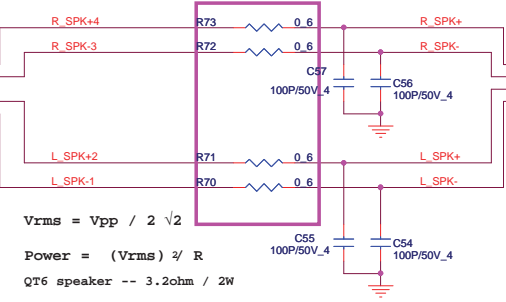 R_SPK+4 R73 0_6 R_SPK+
R_SPK-3 R72 0_6 R_SPK-
C57 C56
100P/50V_4 100P/50V_4
L_SPK+2 R71 0_6 L_SPK+
L_SPK-1 R70 0_6 L_SPK-
Vrms = Vpp / 2 √2
C55 C54
100P/50V_4 100P/50V_4
Power = (Vrms) 2/ R
QT6 speaker -- 3.2ohm / 2W